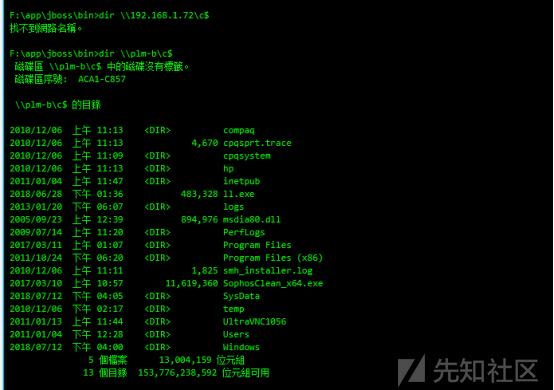 F:\app\jboss\bin>dir \\192.168.1.72\c$
找不到網路名稱。
F:\app\jboss\bin>dir \\plm-b\c$
磁碟區 \\plm-b\c$ 中的磁碟沒有標籤。
磁碟區序號:  ACA1-C857
\\plm-b\c$ 的目錄
2010/12/06  上午 11:13    <DIR>          compaq
2010/12/06  上午 11:13             4,670 cpqsprt.trace
2010/12/06  上午 11:09    <DIR>          cpqsystem
2010/12/06  上午 11:13    <DIR>          hp
2011/01/04  上午 11:47    <DIR>          inetpub
2018/06/28  下午 01:36           483,328 ll.exe
2013/01/20  下午 06:07    <DIR>          logs
2005/09/23  上午 12:39           894,976 msdia80.dll
2009/07/14  上午 11:20    <DIR>          PerfLogs
2017/03/11  上午 01:07    <DIR>          Program Files
2011/10/24  下午 06:20    <DIR>          Program Files (x86)
2010/12/06  上午 11:11             1,825 smh_installer.log
2017/03/10  上午 10:57        11,619,360 SophosClean_x64.exe
2018/07/12  下午 04:05    <DIR>          SysData
2010/12/06  下午 02:17    <DIR>          temp
2011/01/13  上午 11:44    <DIR>          UltraVNC1056
2011/01/04  下午 12:28    <DIR>          Users
2018/07/12  下午 04:00    <DIR>          Windows
5 個檔案      13,004,159 位元組
13 個目錄  153,776,238,592 位元組可用
先知社区